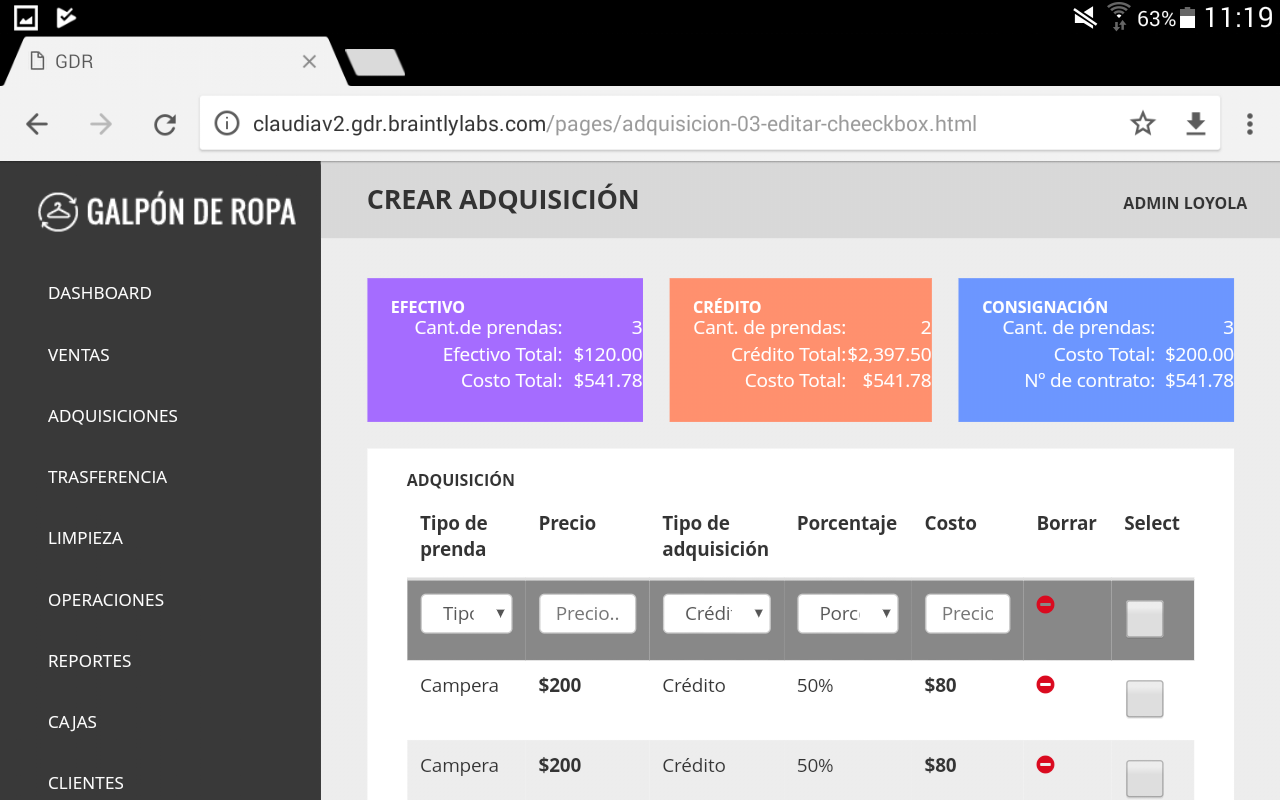 63% 11:19
GDR
claudiav2.gdr.braintlylabs.com/pages/adquisicion-03-editar-cheeckbox.html
GALPÓN DE ROPA
DASHBOARD
VENTAS
ADQUISICIONES
TRASFERENCIA
LIMPIEZA
OPERACIONES
REPORTES
CAJAS
CLIENTES
CREAR ADQUISICIÓN
ADMIN LOYOLA
EFECTIVO
Cant.de prendas: 3
Efectivo Total: $120.00
Costo Total: $541.78
CRÉDITO
Cant. de prendas: 2
Crédito Total: $2,397.50
Costo Total: $541.78
CONSIGNACIÓN
Cant. de prendas: 3
Costo Total: $200.00
Nº de contrato: $541.78
ADQUISICIÓN
Tipo de prenda Precio Tipo de adquisición Porcentaje Costo Borrar Select
Tipo Precio.. Crédi Porc Precio
Campera $200 Crédito 50% $80
Campera $200 Crédito 50% $80